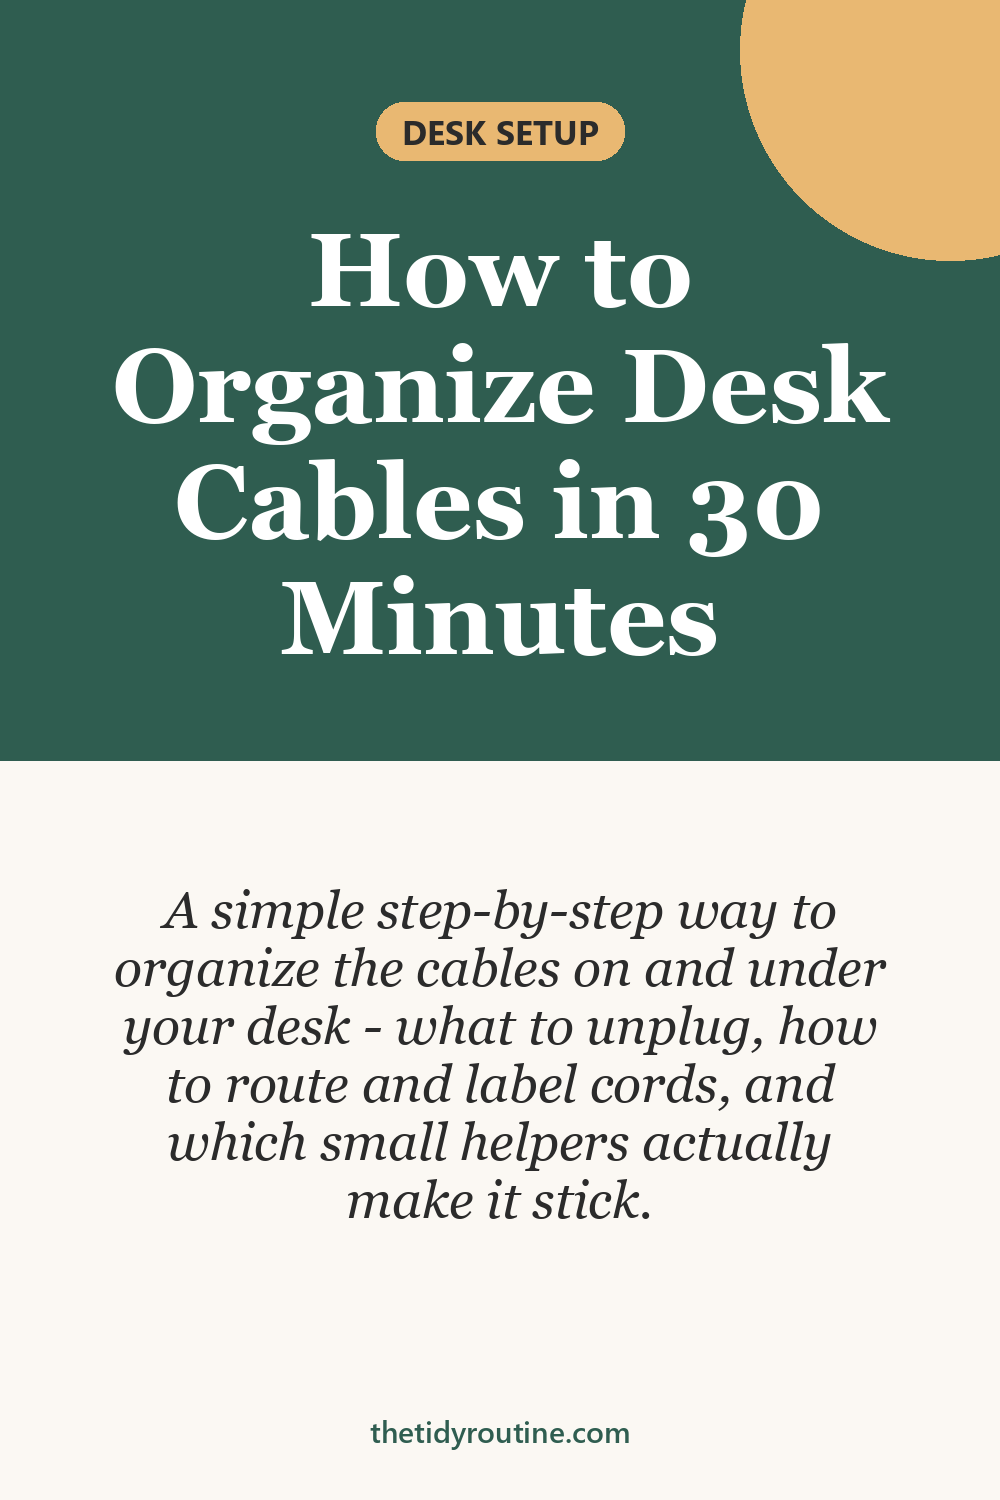 DESK SETUP
How to
Organize Desk
Cables in 30
Minutes
A simple step-by-step way to
organize the cables on and under
your desk - what to unplug, how
to route and label cords, and
which small helpers actually
make it stick.
thetidyroutine.com